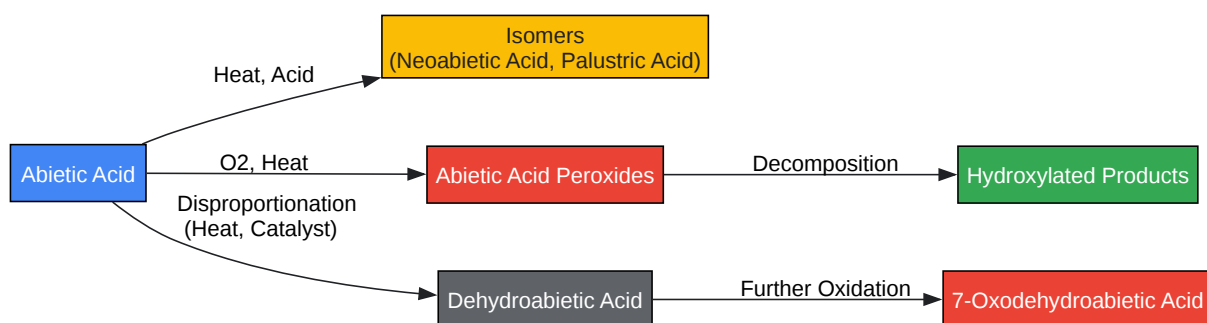 Isomers
(Neoabietic Acid, Palustric Acid)
Heat, Acid
Abietic Acid
O2, Heat
Abietic Acid Peroxides
Decomposition
Hydroxylated Products
Disproportionation
(Heat, Catalyst)
Dehydroabietic Acid
Further Oxidation
7-Oxodehydroabietic Acid